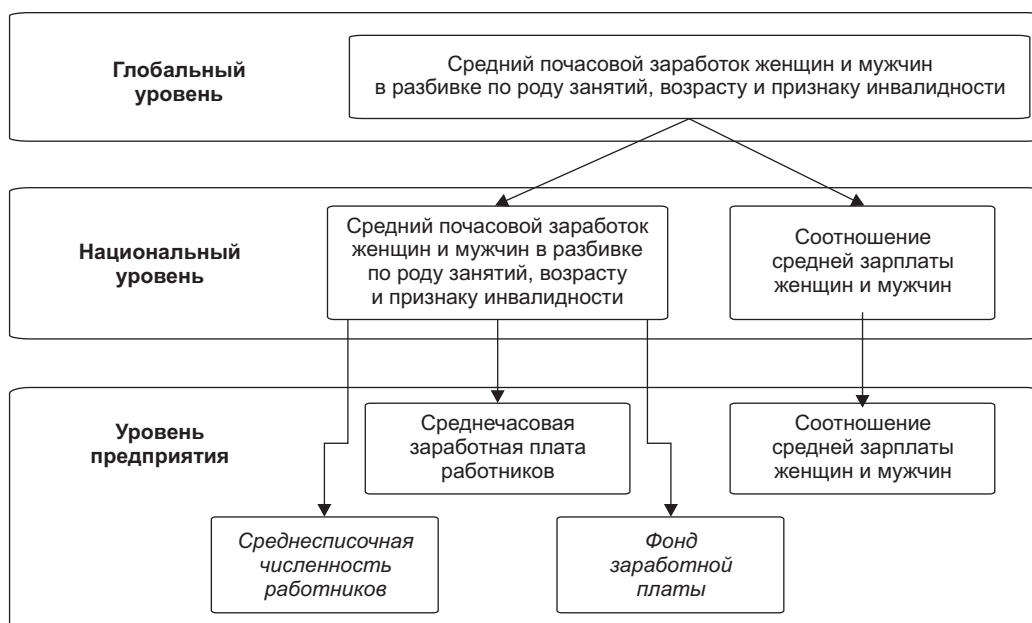 Глобальный
уровень
Средний почасовой заработок женщин и мужчин
в разбивке по роду занятий, возрасту и признаку инвалидности
Национальный
уровень
Средний почасовой заработок
женщин и мужчин в разбивке
по роду занятий, возрасту
и признаку инвалидности
Соотношение
средней зарплаты
женщин и мужчин
Уровень
предприятия
Среднечасовая
заработная плата
работников
Соотношение
средней зарплаты
женщин и мужчин
Среднесписочная
численность
работников
Фонд
заработной
платы